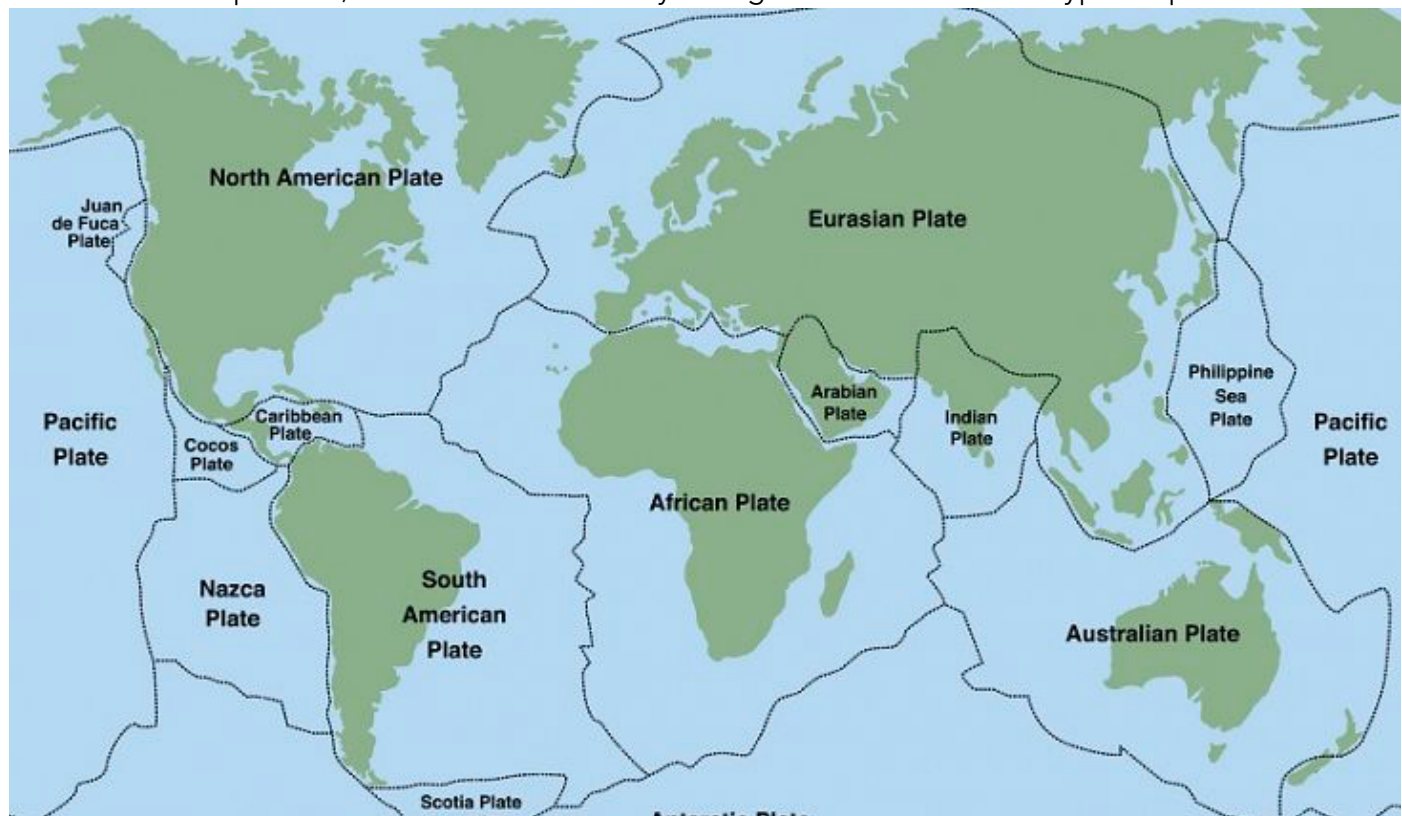 North American Plate
Juan
de Fuca
Plate
Eurasian Plate
Caribbean
Plate
Cocos
Plate
Pacific
Plate
Arabian
Plate
Indian
Plate
Philippine
Sea
Plate
Pacific
Plate
African Plate
Nazca
Plate
South
American
Plate
Australian Plate
Scotia Plate